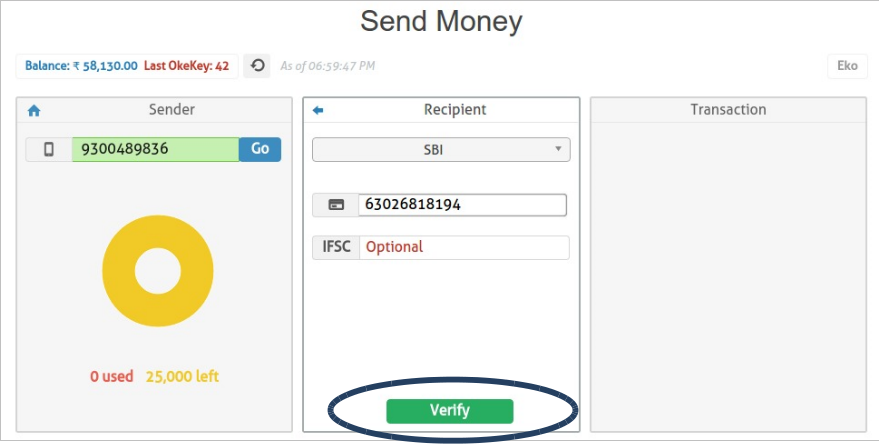 Send Money
Balance: ₹ 58,130.00 Last OkeKey: 42 As of 06:59:47 PM Eko
Sender
9300489836 Go
0 used 25,000 left
Recipient
SBI
63026818194
IFSC Optional
Verify
Transaction